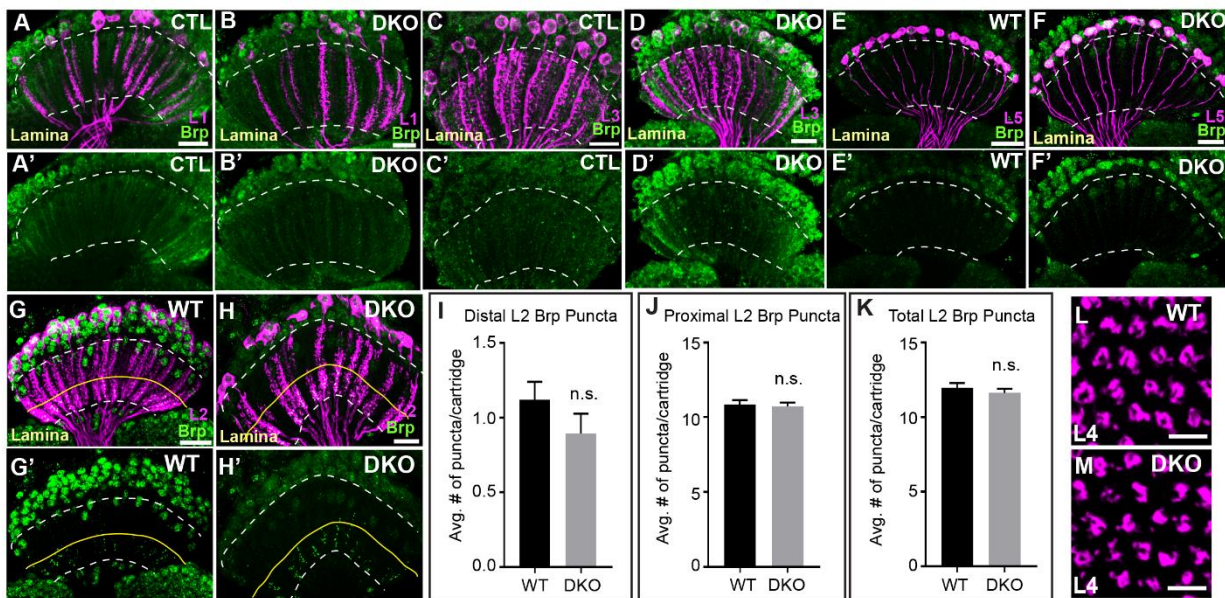 A CTL
L1
Lamina Brp
B DKO
L1
Lamina Brp
C CTL
L3
Lamina Brp
D DKO
L3
Lamina Brp
E WT
L5
Lamina Brp
F DKO
L5
Lamina Brp
A' CTL
B' DKO
C' CTL
D' DKO
E' WT
F' DKO
G WT
L2
Lamina Brp
H DKO
L2
Lamina Brp
G' WT
H' DKO
I
Distal L2 Brp Puncta
Avg. # of puncta/cartridge
1.5
1.0
0.5
0.0
n.s.
WT DKO
J
Proximal L2 Brp Puncta
Avg. # of puncta/cartridge
15
10
5
0
n.s.
WT DKO
K
Total L2 Brp Puncta
Avg. # of puncta/cartridge
15
10
5
0
n.s.
WT DKO
L WT
L4
M DKO
L4